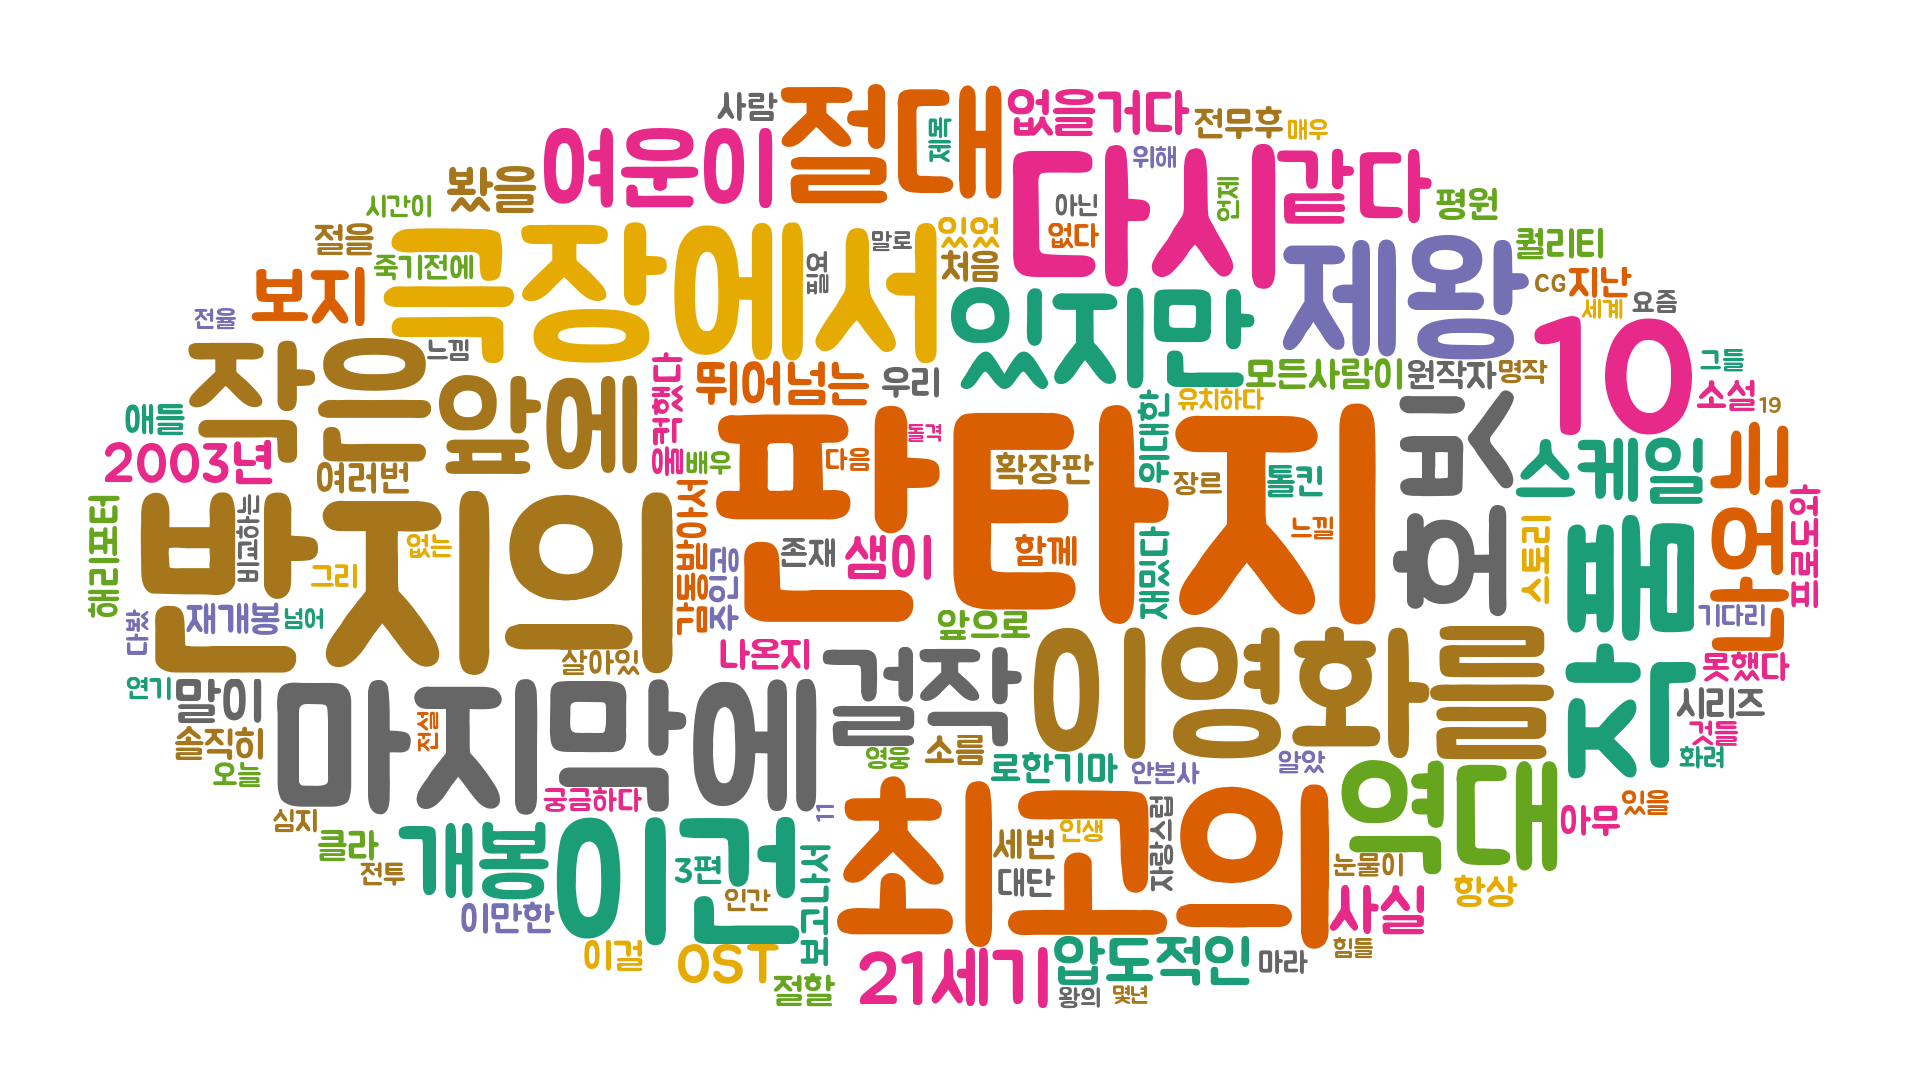 사람
절대
제목
없을거다
전무후
매우
여운이
다시
위해
같다
언제
평원
봤을
시간이
아닌
없다
절을
죽기전에
극장에서
말로
필열
있었
처음
제왕
퀄리티
CG
지난
세계
요즘
보지
전율
있지만
10
작은
느낌
앞에
울컥했다
뛰어넘는
우리
모든사람이
원작자
명작
그들
소설
19
애들
2003년
여러번
배우
돌격
다음
판타지
위대한
유치하다
확장판
장르
톨킨
호빗
스케일
는
해리포터
반지의
비교하는
없는
그리
감동받아서
주인공
존재
샘이
함께
재밌다
느낄
스토리
작품
완
프로도와
다봤
재개봉
넘어
앞으로
기다리
살아있
나온지
걸작
이영화를
못했다
연기
말이
마지막에
전설
시리즈
것들
화려
솔직히
오늘
영웅
소름
로한기마
안본사
알았
궁금하다
심지
11
최고의
자랑스럽
역대
있을
아무
클라
전투
개봉
이건
3편
인간
보고나서
세번
인생
대단
눈물이
항상
사실
이만한
이걸
OST
절할
21세기
압도적인
마라
힘들
왕의
몇년